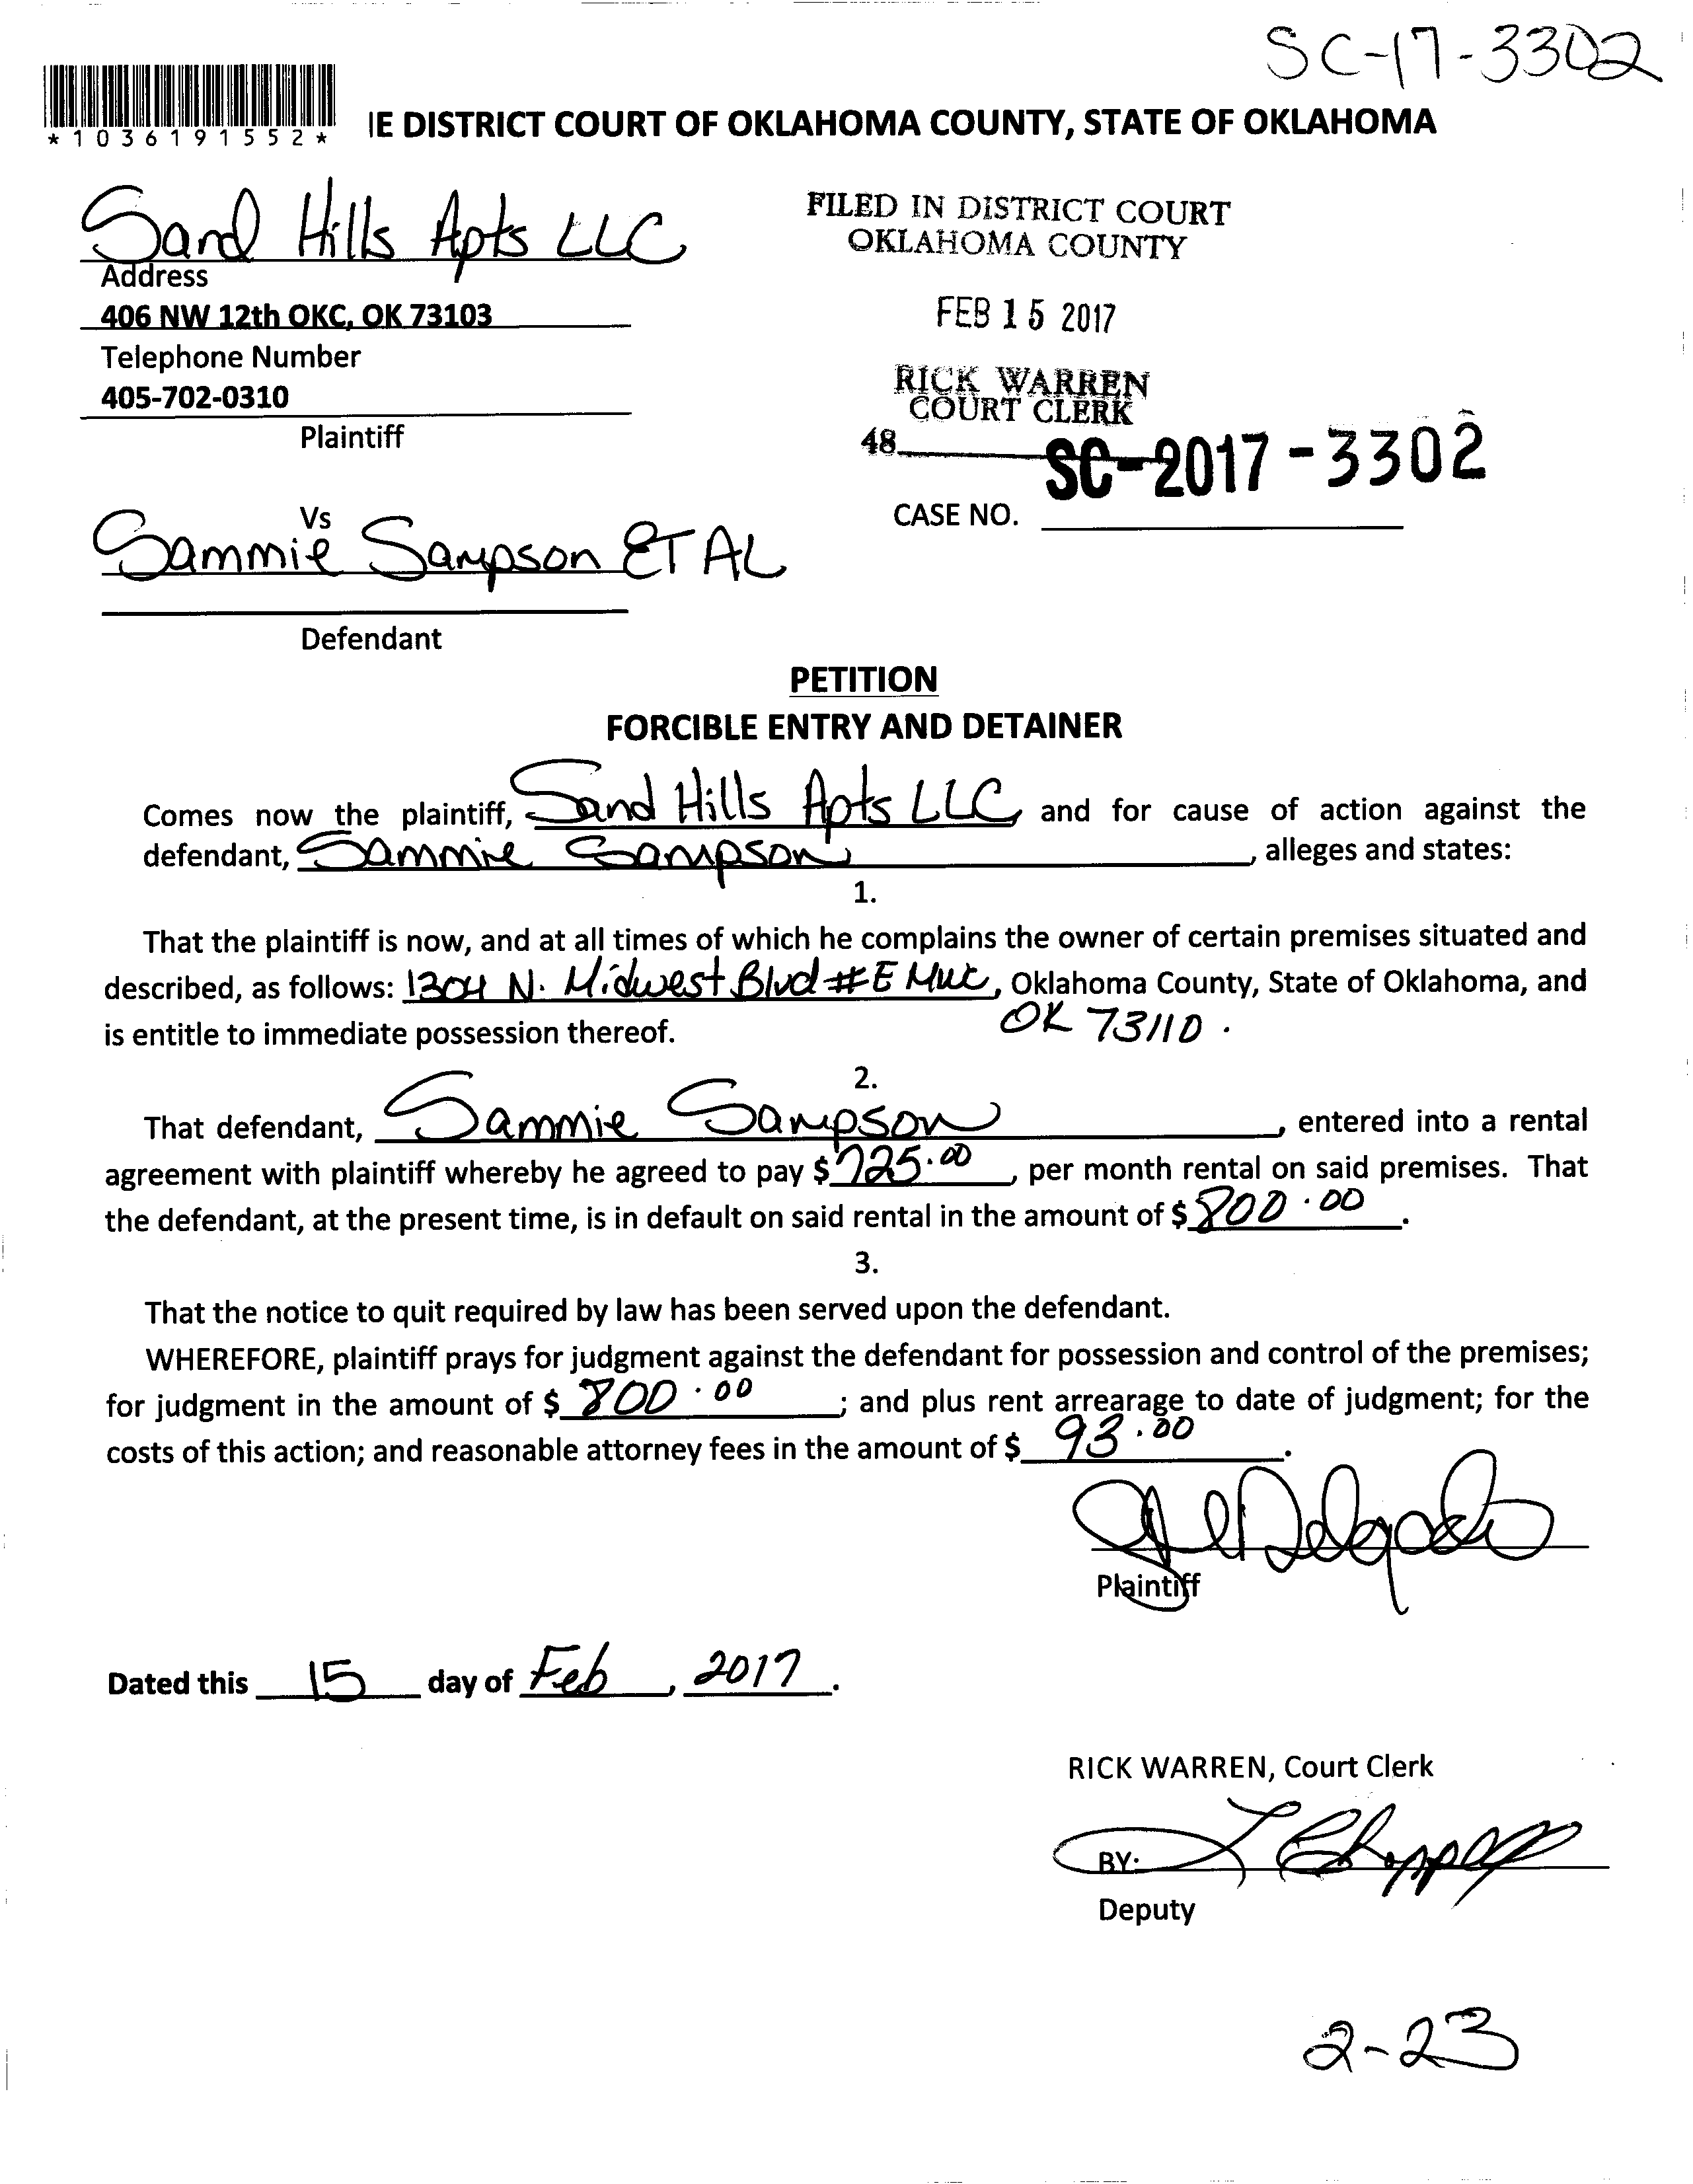 SC-17-3302
*1036191552*
IE DISTRICT COURT OF OKLAHOMA COUNTY, STATE OF OKLAHOMA
Sand Hills Apts LLC
Address
406 NW 12th OKC, OK 73103
Telephone Number
405-702-0310
Plaintiff
FILED IN DISTRICT COURT
OKLAHOMA COUNTY
FEB 15 2017
RICK WARREN
COURT CLERK
48
SC-2017-3302
CASE NO.
Vs
Sammie Sampson ET AL
Defendant
PETITION
FORCIBLE ENTRY AND DETAINER
Comes now the plaintiff, Sand Hills Apts LLC and for cause of action against the
defendant, Sammie Sampson, alleges and states:
1.
That the plaintiff is now, and at all times of which he complains the owner of certain premises situated and
described, as follows: 1304 N. Midwest Blvd #E MWC, Oklahoma County, State of Oklahoma, and
is entitle to immediate possession thereof. OK 73110.
2.
That defendant, Sammie Sampson, entered into a rental
agreement with plaintiff whereby he agreed to pay $725.00, per month rental on said premises. That
the defendant, at the present time, is in default on said rental in the amount of $800.00.
3.
That the notice to quit required by law has been served upon the defendant.
WHEREFORE, plaintiff prays for judgment against the defendant for possession and control of the premises;
for judgment in the amount of $800.00; and plus rent arrearage to date of judgment; for the
costs of this action; and reasonable attorney fees in the amount of $93.00.
Delgado
Plaintiff
Dated this 15 day of Feb, 2017.
RICK WARREN, Court Clerk
BY:
Deputy
2-23